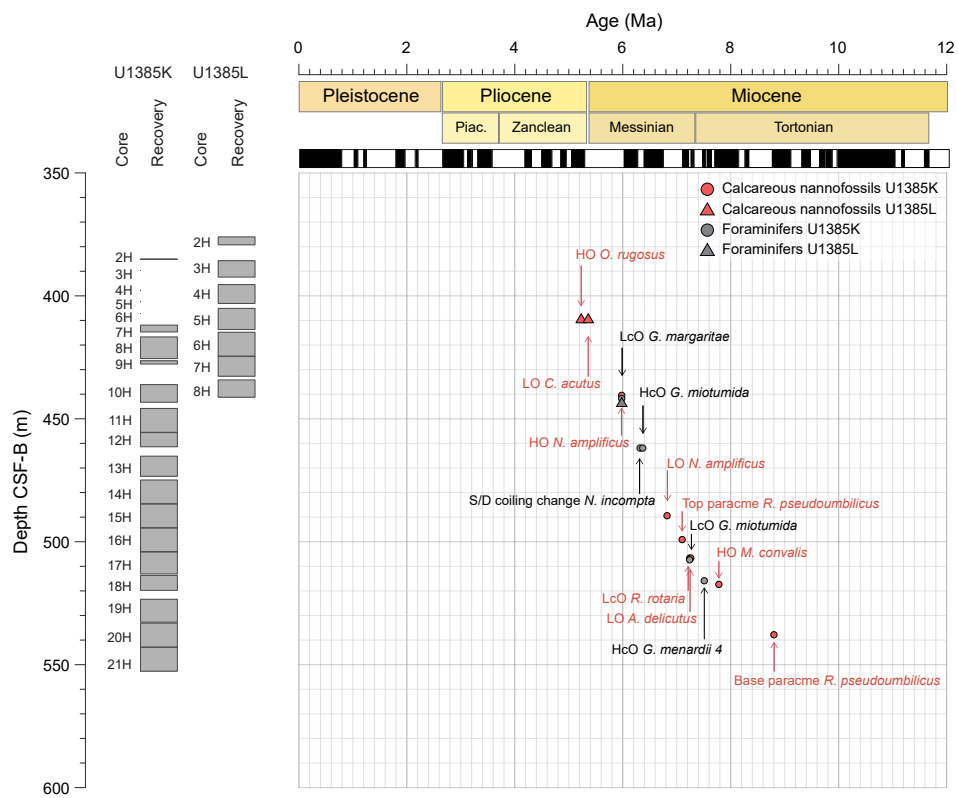 Age (Ma)
0 2 4 6 8 10 12
U1385K U1385L
Core Recovery Core Recovery
Pleistocene Pliocene Miocene
Piac. Zanclean Messinian Tortonian
Depth CSF-B (m)
350
400
450
500
550
600
Calcareous nannofossils U1385K
Calcareous nannofossils U1385L
Foraminifers U1385K
Foraminifers U1385L
2H
3H
4H
5H
6H
7H
8H
9H
10H
11H
12H
13H
14H
15H
16H
17H
18H
19H
20H
21H
2H
3H
4H
5H
6H
7H
8H
HO O. rugosus
LcO G. margaritae
LO C. acutus
HcO G. miotumida
HO N. amplificus
LO N. amplificus
S/D coiling change N. incompta
Top paracme R. pseudoumbilicus
LcO G. miotumida
HO M. convalis
LcO R. rotaria
LO A. delicutus
HcO G. menardii 4
Base paracme R. pseudoumbilicus